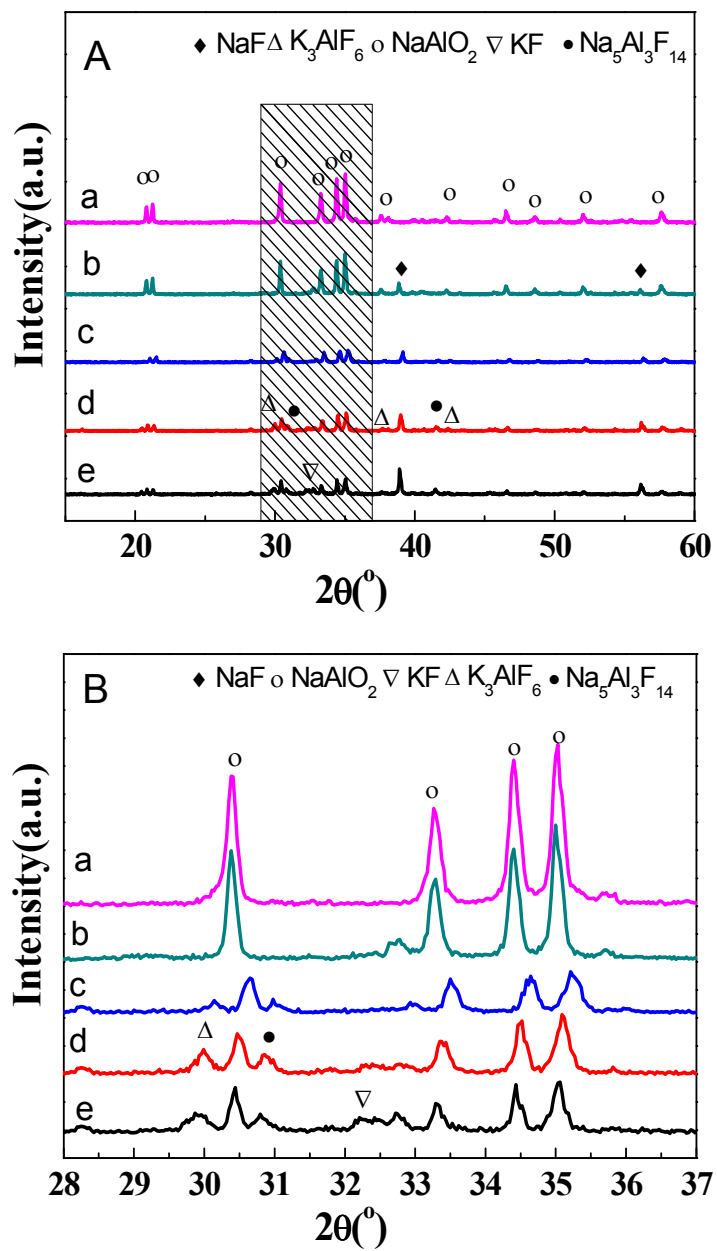 A
♦ NaF Δ K₃AlF₆ o NaAlO₂ ∇ KF ● Na₅Al₃F₁₄
Intensity(a.u.)
oo o o o o o o o o o o
a
b ♦ ♦
c
d Δ ● Δ ● Δ
e ∇
20 30 40 50 60
2θ(°)
B
♦ NaF o NaAlO₂ ∇ KF Δ K₃AlF₆ ● Na₅Al₃F₁₄
Intensity(a.u.)
o o o o
a
b
c
d Δ ●
e ∇
28 29 30 31 32 33 34 35 36 37
2θ(°)